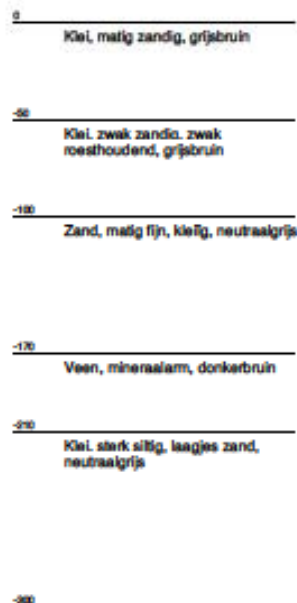 0
Klei, matig zandig, grijsbruin
-50
Klei, zwak zandig, zwak
roesthoudend, grijsbruin
-100
Zand, matig fijn, kleiïg, neutraalgrijs
-170
Veen, mineraalarm, donkerbruin
-210
Klei, sterk siltig, laagjes zand,
neutraalgrijs
-300